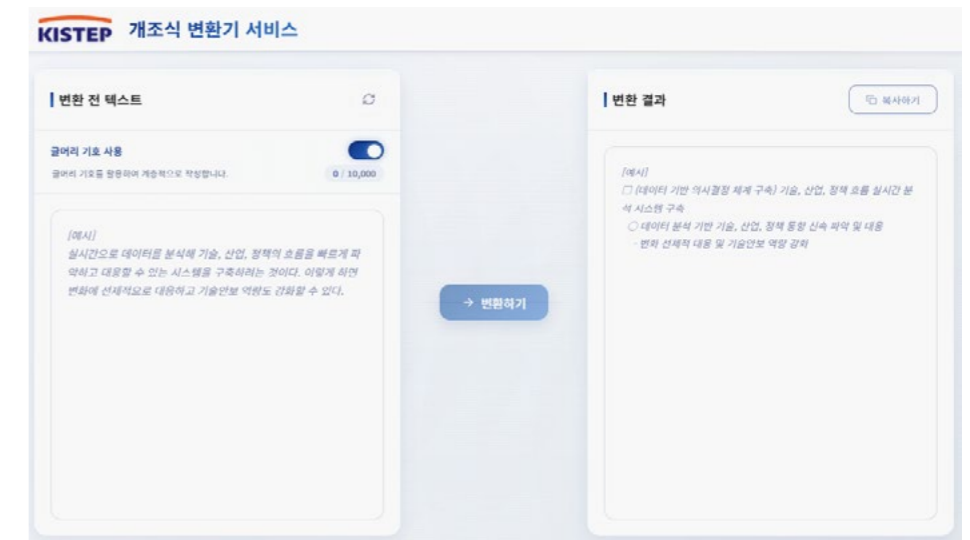 KISTEP 개조식 변환기 서비스
변환 전 텍스트
글머리 기호 사용
글머리 기호를 활용하여 계층적으로 작성합니다.
0 / 10,000
[예시]
실시간으로 데이터를 분석해 기술, 산업, 정책의 흐름을 빠르게 파
악하고 대응할 수 있는 시스템을 구축하려는 것이다. 이렇게 하면
변화에 선제적으로 대응하고 기술안보 역량도 강화할 수 있다.
→ 변환하기
변환 결과
복사하기
[예시]
□ (데이터 기반 의사결정 체계 구축) 기술, 산업, 정책 흐름 실시간 분
석 시스템 구축
○ 데이터 분석 기반 기술, 산업, 정책 동향 신속 파악 및 대응
- 변화 선제적 대응 및 기술안보 역량 강화